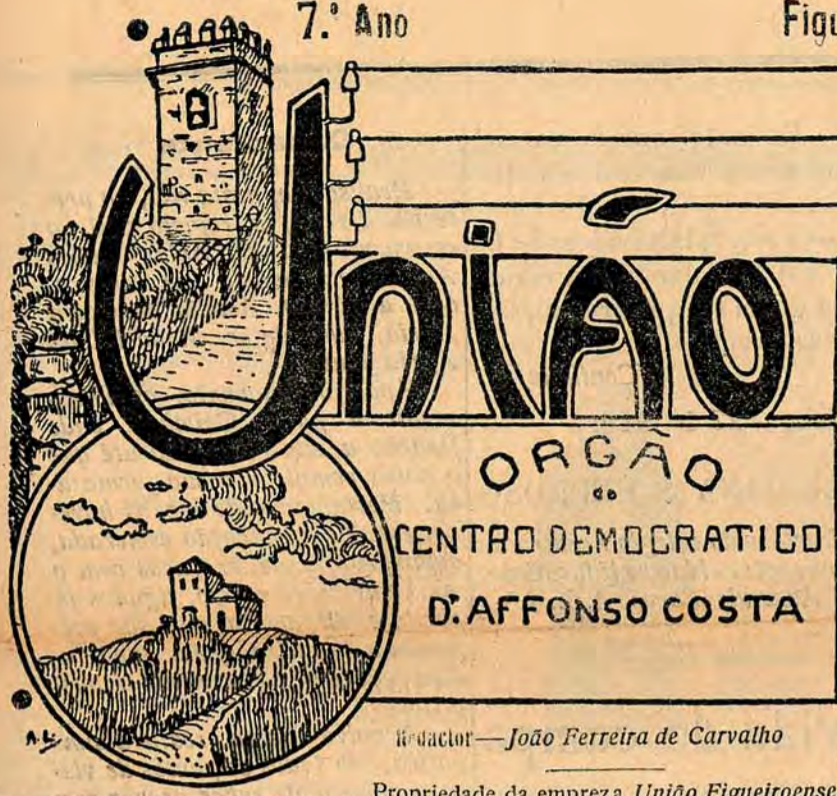 7.º Ano Figu
União
ORGÃO
do
CENTRO DEMOCRATICO
Dr. AFFONSO COSTA
A.L.
Redactor—João Ferreira de Carvalho
Propriedade da empreza União Figueiroense